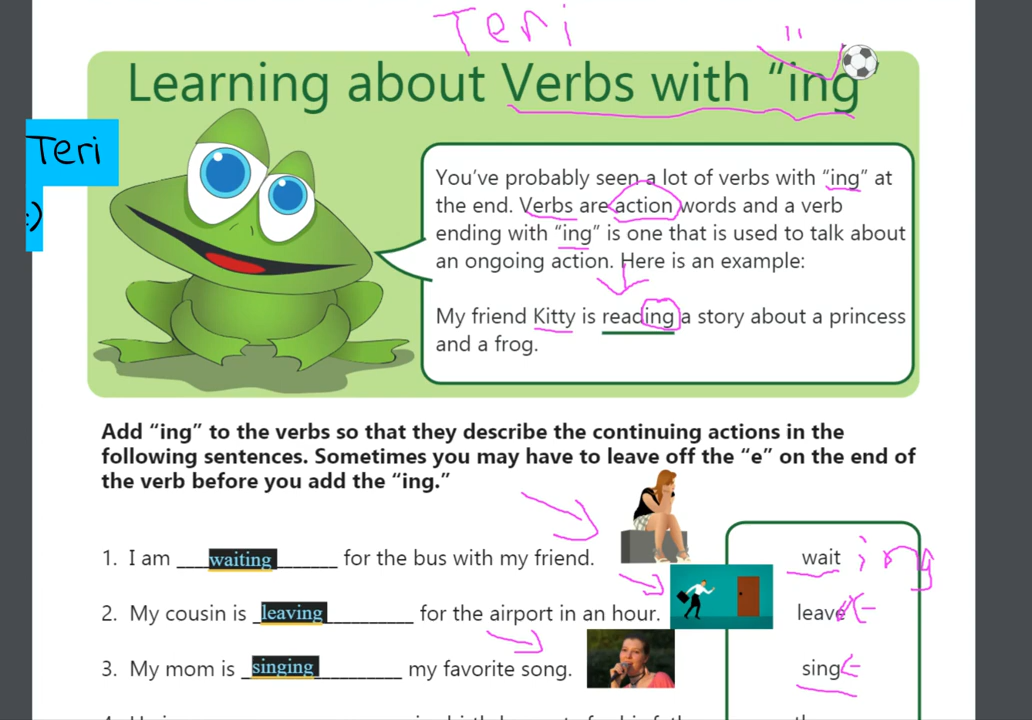 Teri
"
Learning about Verbs with “ing”
Teri
:)
You’ve probably seen a lot of verbs with “ing” at
the end. Verbs are action words and a verb
ending with “ing” is one that is used to talk about
an ongoing action. Here is an example:
My friend Kitty is reading a story about a princess
and a frog.
Add “ing” to the verbs so that they describe the continuing actions in the
following sentences. Sometimes you may have to leave off the “e” on the end of
the verb before you add the “ing.”
1. I am ___waiting______ for the bus with my friend. wait ing
2. My cousin is _leaving_________ for the airport in an hour. leave
3. My mom is _singing_________ my favorite song. sing